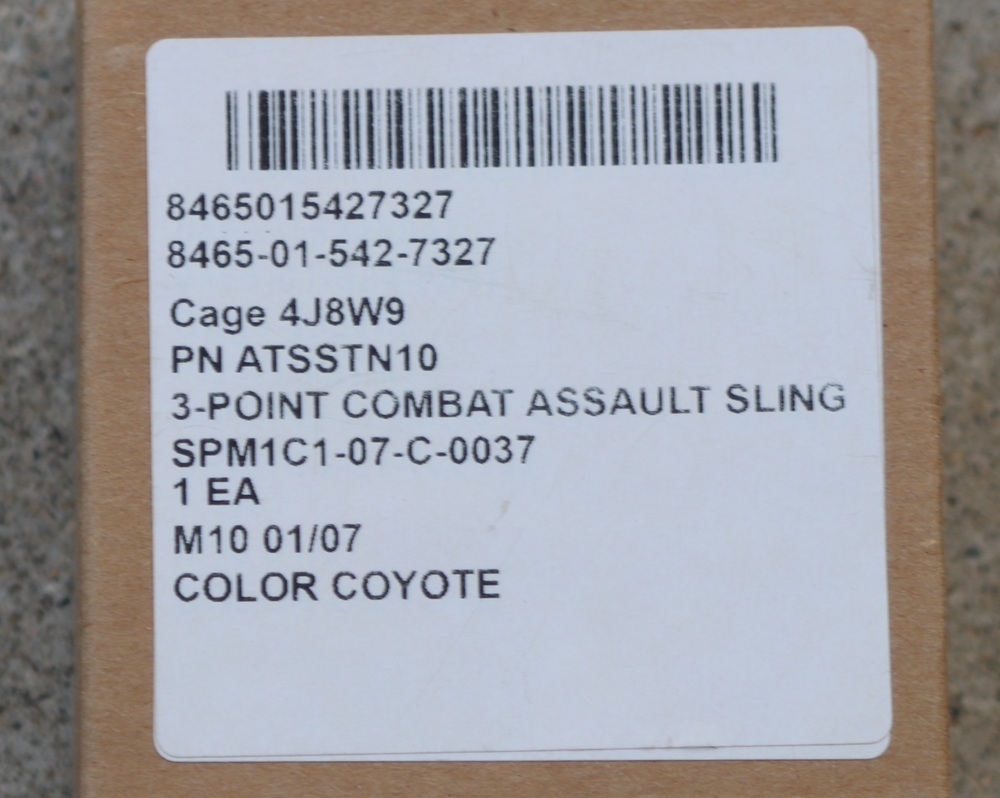 8465015427327
8465-01-542-7327
Cage 4J8W9
PN ATSSTN10
3-POINT COMBAT ASSAULT SLING
SPM1C1-07-C-0037
1 EA
M10 01/07
COLOR COYOTE